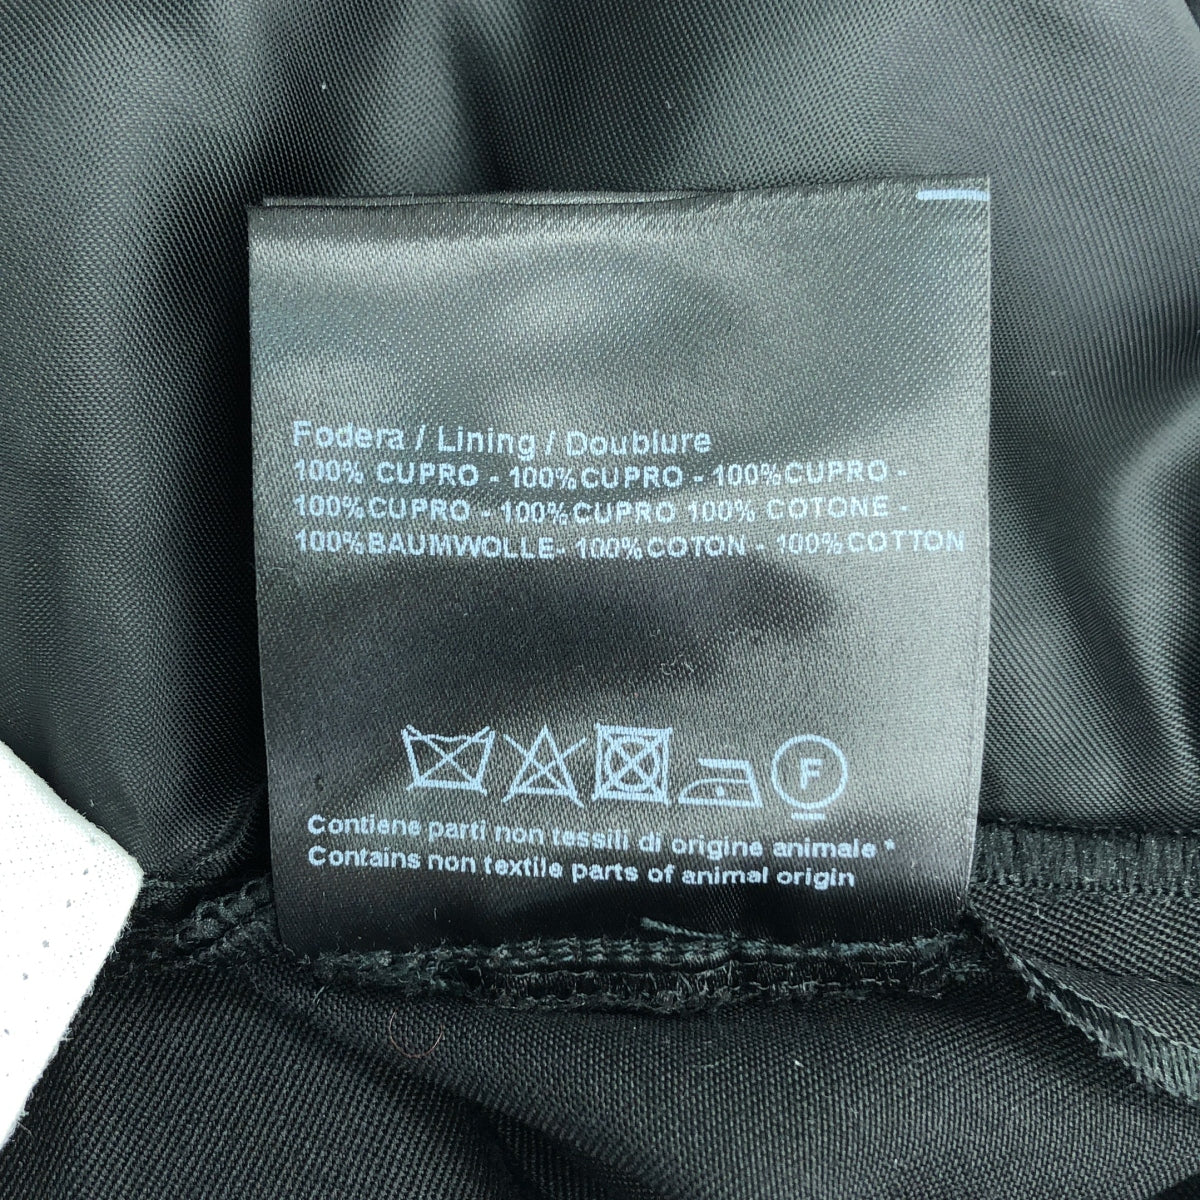 Fodera / Lining / Doublure
100% CUPRO - 100%CUPRO - 100%CUPRO -
100%CUPRO - 100%CUPRO 100% COTONE -
100%BAUMWOLLE- 100%COTON - 100%COTTON
F
Contiene parti non tessili di origine animale *
Contains non textile parts of animal origin